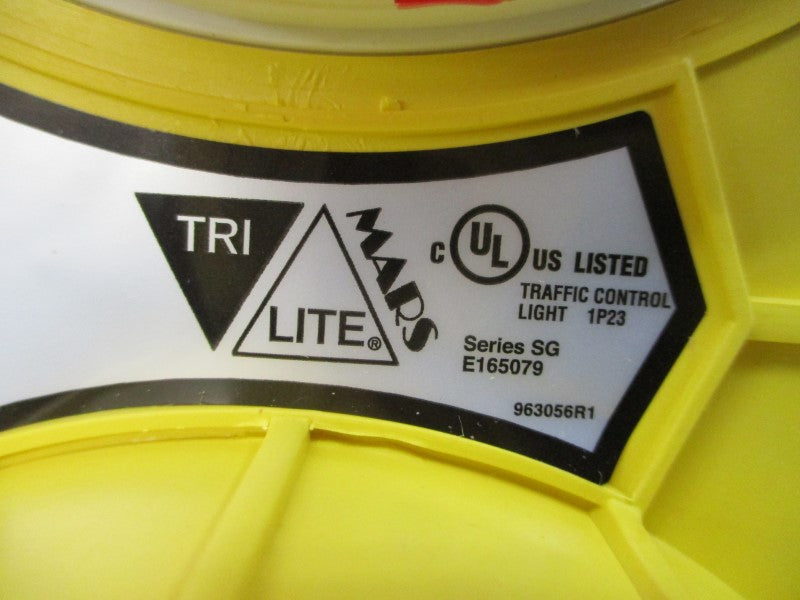 TRI
LITE®
MARS
C UL US LISTED
TRAFFIC CONTROL
LIGHT 1P23
Series SG
E165079
963056R1